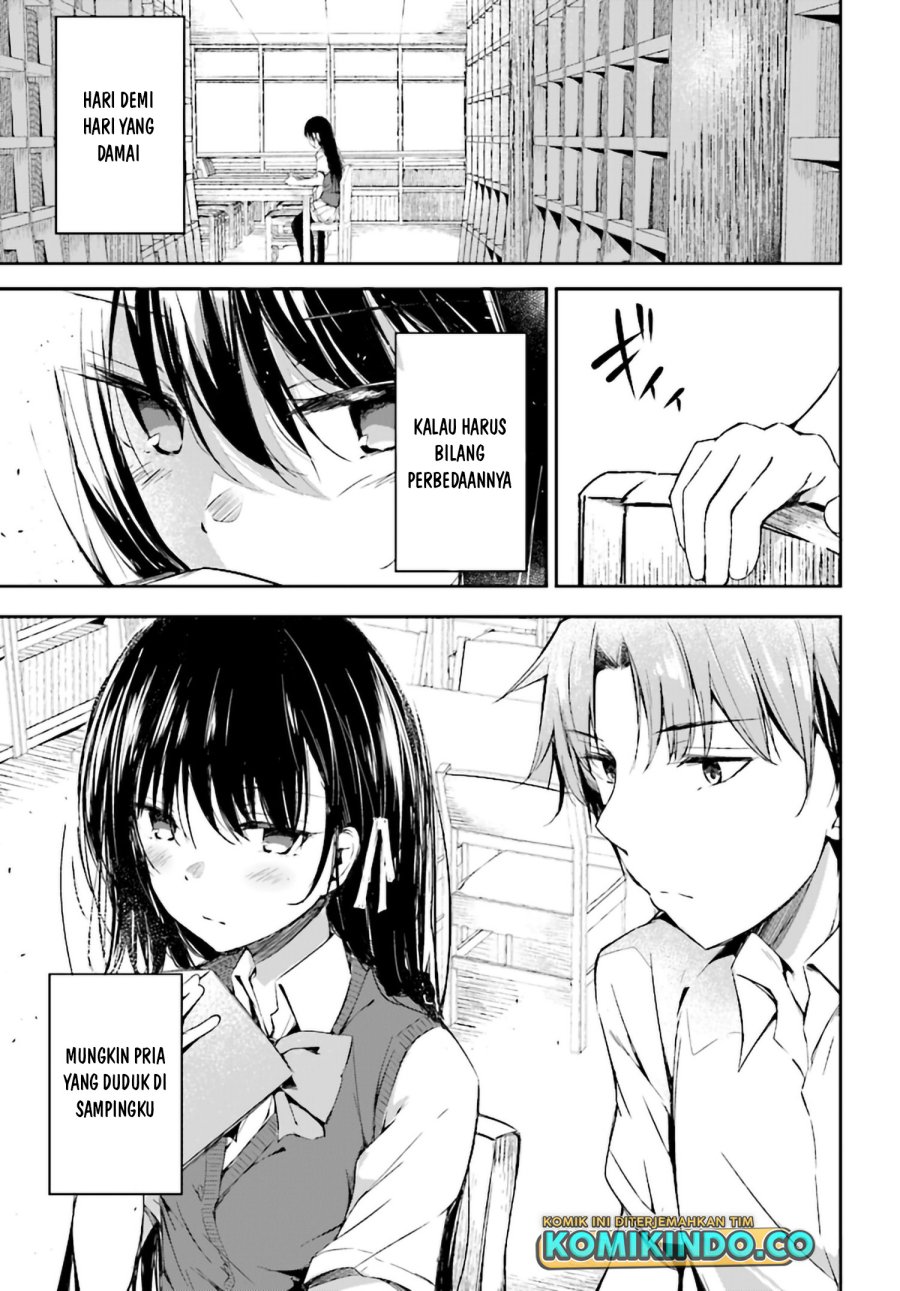 HARI DEMI
HARI YANG
DAMAI
ギィィ
KALAU HARUS
BILANG
PERBEDAANNYA
MUNGKIN PRIA
YANG DUDUK DI
SAMPINGKU
KOMIK INI DITERJEMAHKAN TIM
KOMIKINDO.CO